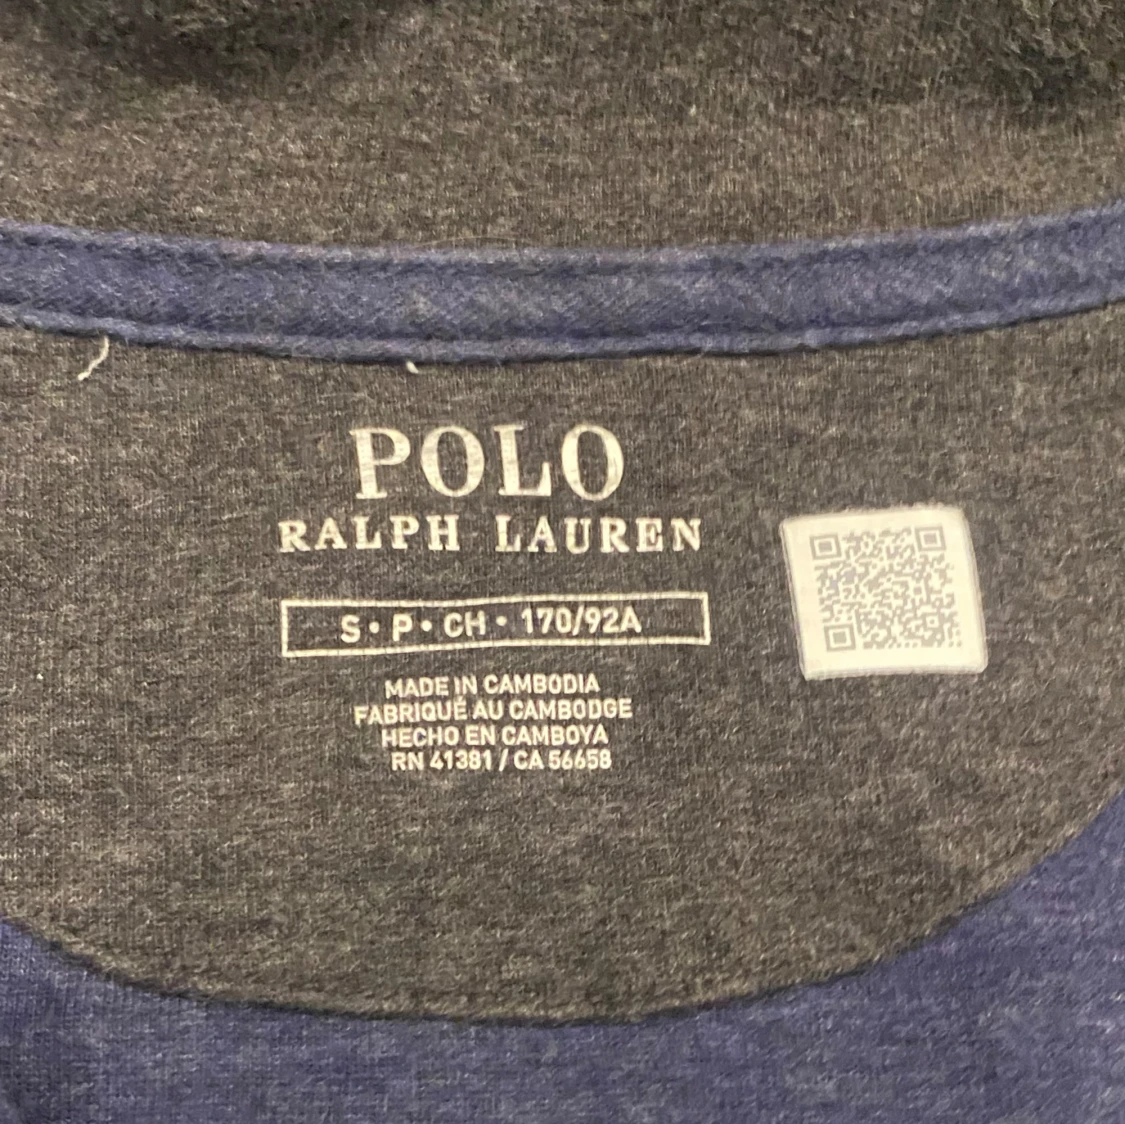 POLO
RALPH LAUREN
S • P • CH • 170/92A
MADE IN CAMBODIA
FABRIQUÉ AU CAMBODGE
HECHO EN CAMBOYA
RN 41381 / CA 56658